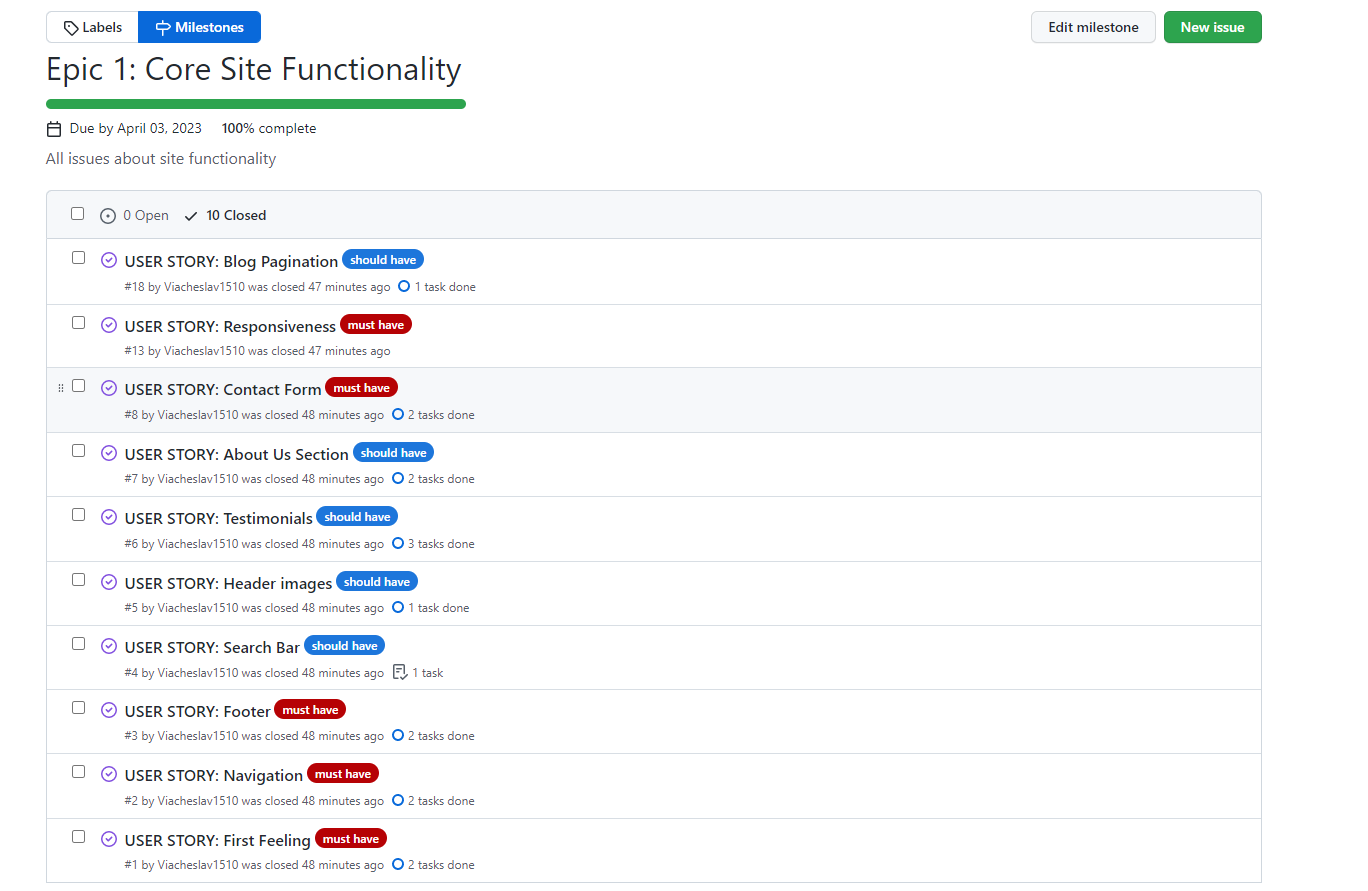 Labels Milestones Edit milestone New issue
Epic 1: Core Site Functionality
Due by April 03, 2023 100% complete
All issues about site functionality
0 Open 10 Closed
USER STORY: Blog Pagination should have
#18 by Viacheslav1510 was closed 47 minutes ago 1 task done
USER STORY: Responsiveness must have
#13 by Viacheslav1510 was closed 47 minutes ago
USER STORY: Contact Form must have
#8 by Viacheslav1510 was closed 48 minutes ago 2 tasks done
USER STORY: About Us Section should have
#7 by Viacheslav1510 was closed 48 minutes ago 2 tasks done
USER STORY: Testimonials should have
#6 by Viacheslav1510 was closed 48 minutes ago 3 tasks done
USER STORY: Header images should have
#5 by Viacheslav1510 was closed 48 minutes ago 1 task done
USER STORY: Search Bar should have
#4 by Viacheslav1510 was closed 48 minutes ago 1 task
USER STORY: Footer must have
#3 by Viacheslav1510 was closed 48 minutes ago 2 tasks done
USER STORY: Navigation must have
#2 by Viacheslav1510 was closed 48 minutes ago 2 tasks done
USER STORY: First Feeling must have
#1 by Viacheslav1510 was closed 48 minutes ago 2 tasks done